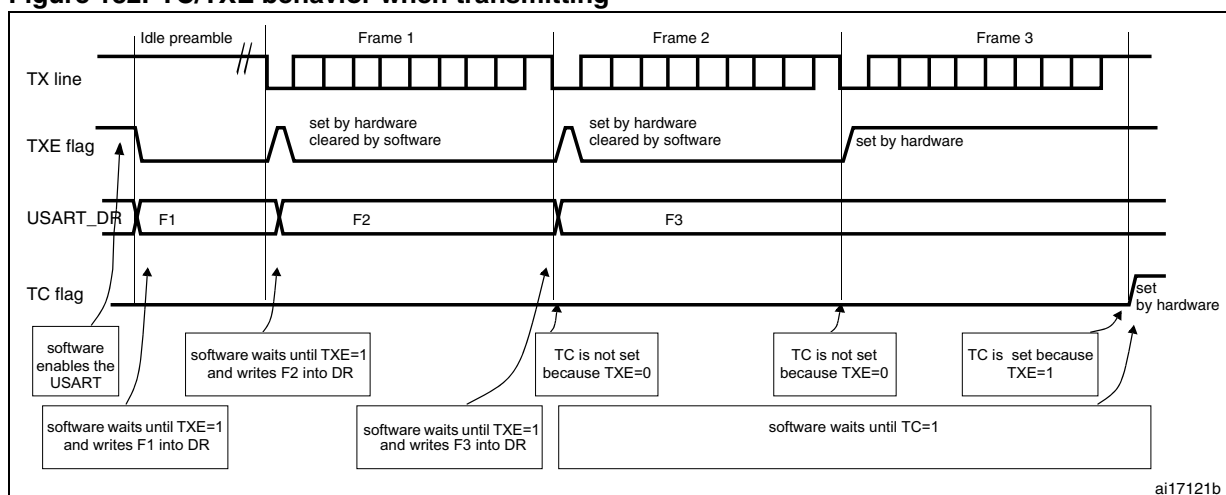 Figure 182. TC/TXE behavior when transmitting
Idle preamble
Frame 1
Frame 2
Frame 3
TX line
TXE flag
set by hardware
cleared by software
set by hardware
cleared by software
set by hardware
USART_DR
F1
F2
F3
TC flag
set
by hardware
software
enables the
USART
software waits until TXE=1
and writes F2 into DR
TC is not set
because TXE=0
TC is not set
because TXE=0
TC is set because
TXE=1
software waits until TXE=1
and writes F1 into DR
software waits until TXE=1
and writes F3 into DR
software waits until TC=1
ai17121b